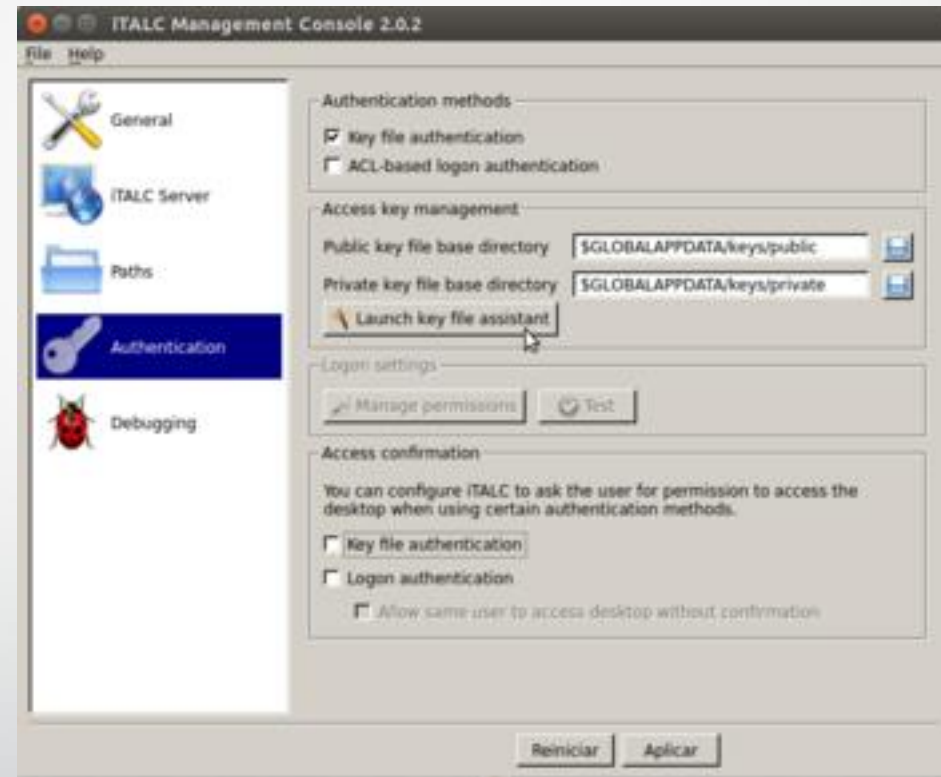 iTALC Management Console 2.0.2
File Help
General
iTALC Server
Paths
Authentication
Debugging
Authentication methods
Key file authentication
ACL-based logon authentication
Access key management
Public key file base directory $GLOBALAPPDATA/keys/public
Private key file base directory $GLOBALAPPDATA/keys/private
Launch key file assistant
Logon settings
Manage permissions Test
Access confirmation
You can configure iTALC to ask the user for permission to access the
desktop when using certain authentication methods.
Key file authentication
Logon authentication
Allow same user to access desktop without confirmation
Reiniciar Aplicar